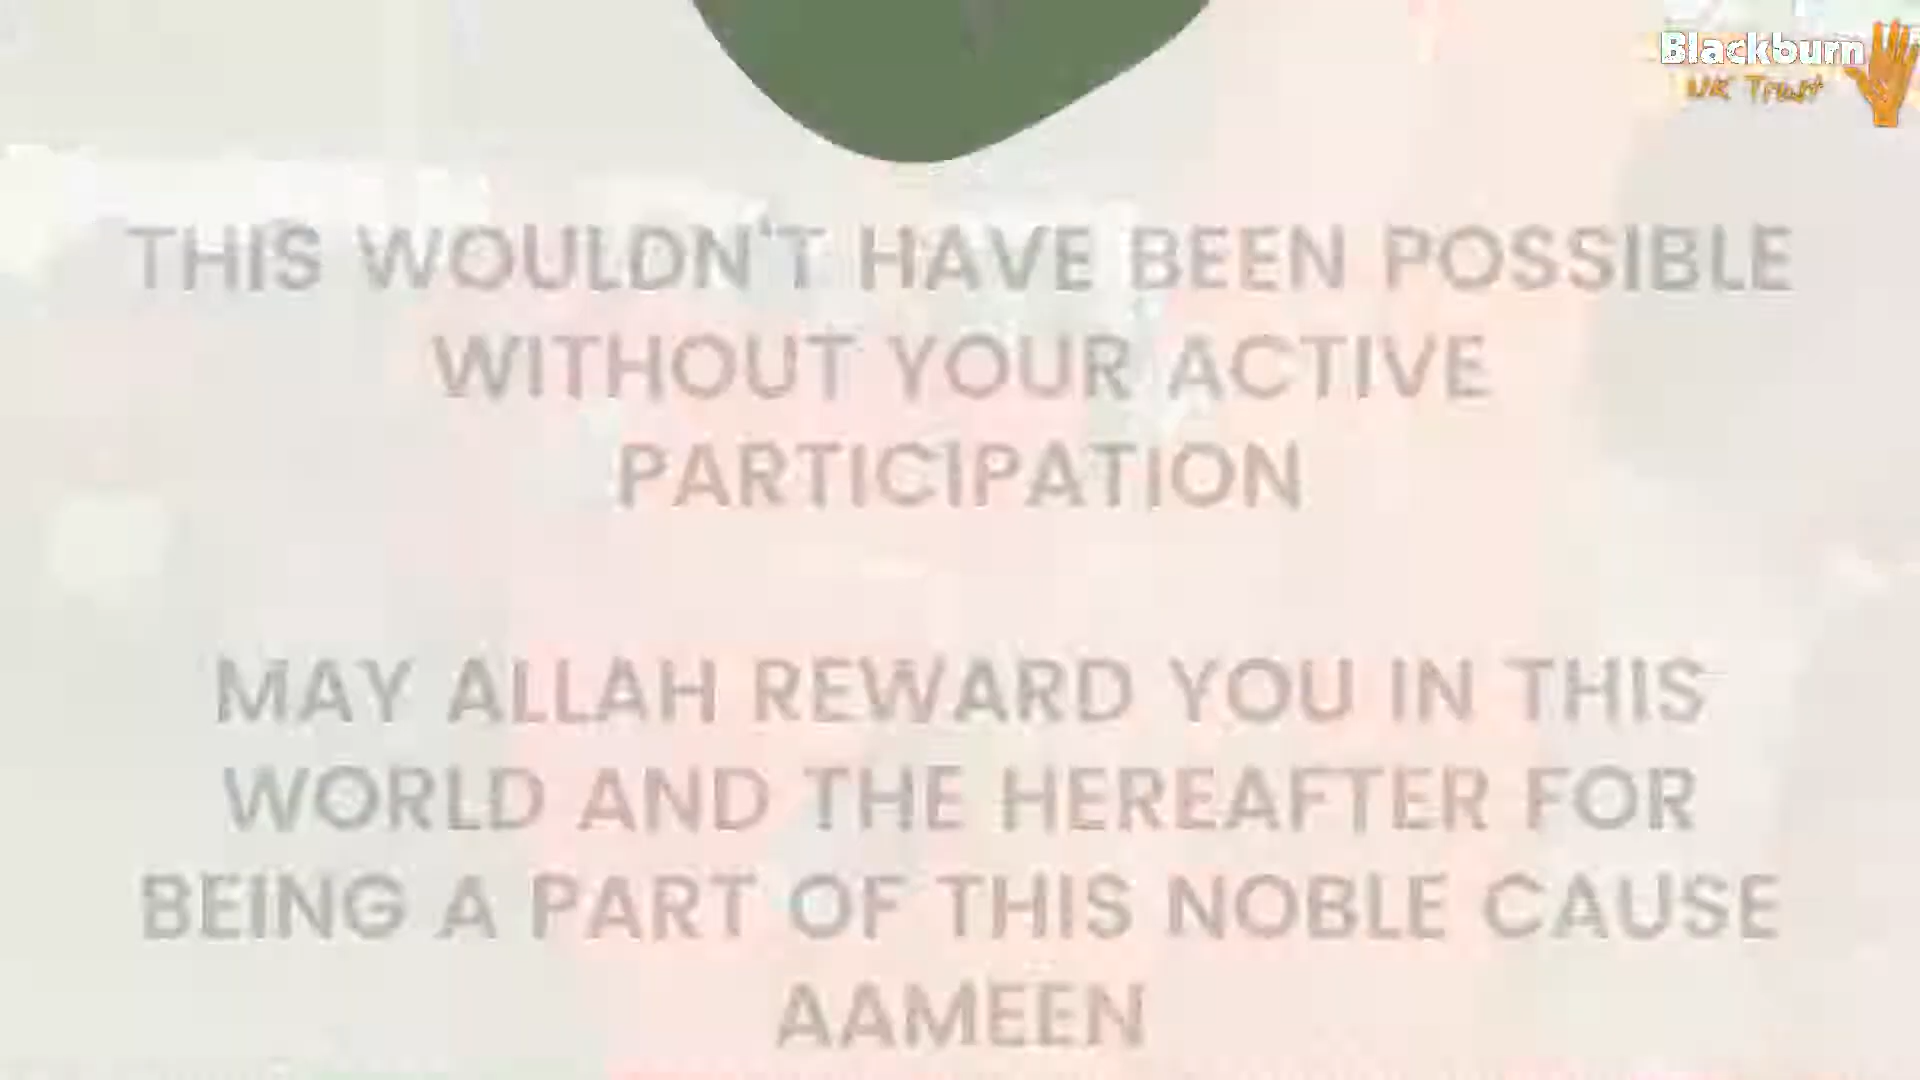 Blackburn
UK Trust
THIS WOULDN'T HAVE BEEN POSSIBLE
WITHOUT YOUR ACTIVE
PARTICIPATION
MAY ALLAH REWARD YOU IN THIS
WORLD AND THE HEREAFTER FOR
BEING A PART OF THIS NOBLE CAUSE
AAMEEN